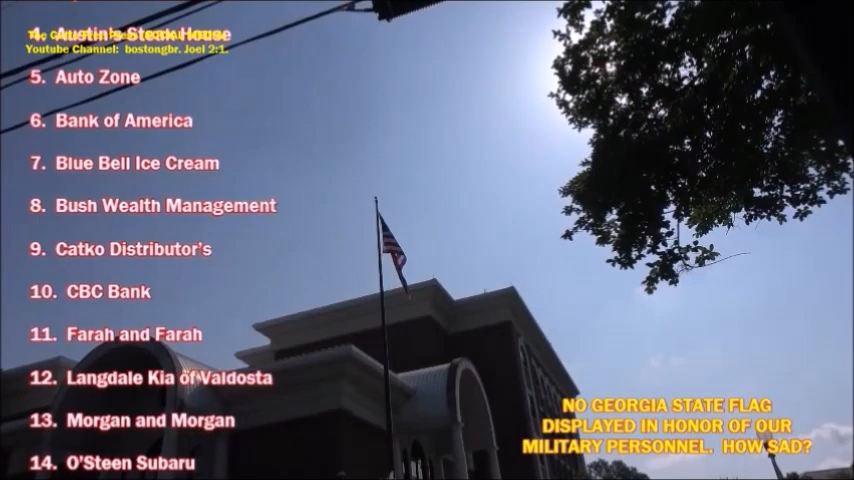 4. Austin's Steak House
Youtube Channel: bostongbr. Joel 2:1.
5. Auto Zone
6. Bank of America
7. Blue Bell Ice Cream
8. Bush Wealth Management
9. Catko Distributor's
10. CBC Bank
11. Farah and Farah
12. Langdale Kia of Valdosta
13. Morgan and Morgan
14. O'Steen Subaru
NO GEORGIA STATE FLAG
DISPLAYED IN HONOR OF OUR
MILITARY PERSONNEL. HOW SAD?